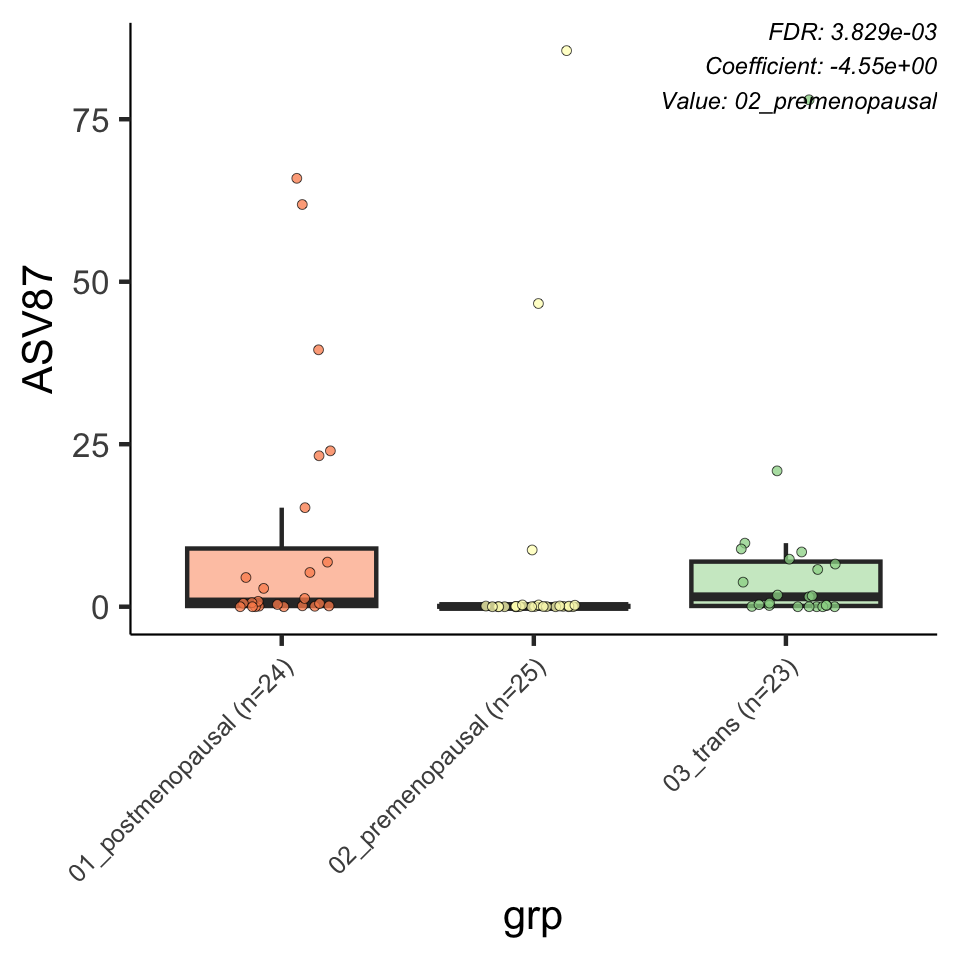 FDR: 3.829e-03
Coefficient: -4.55e+00
Value: 02_premenopausal
75
50
25
0
ASV87
01_postmenopausal (n=24)
02_premenopausal (n=25)
03_trans (n=23)
grp